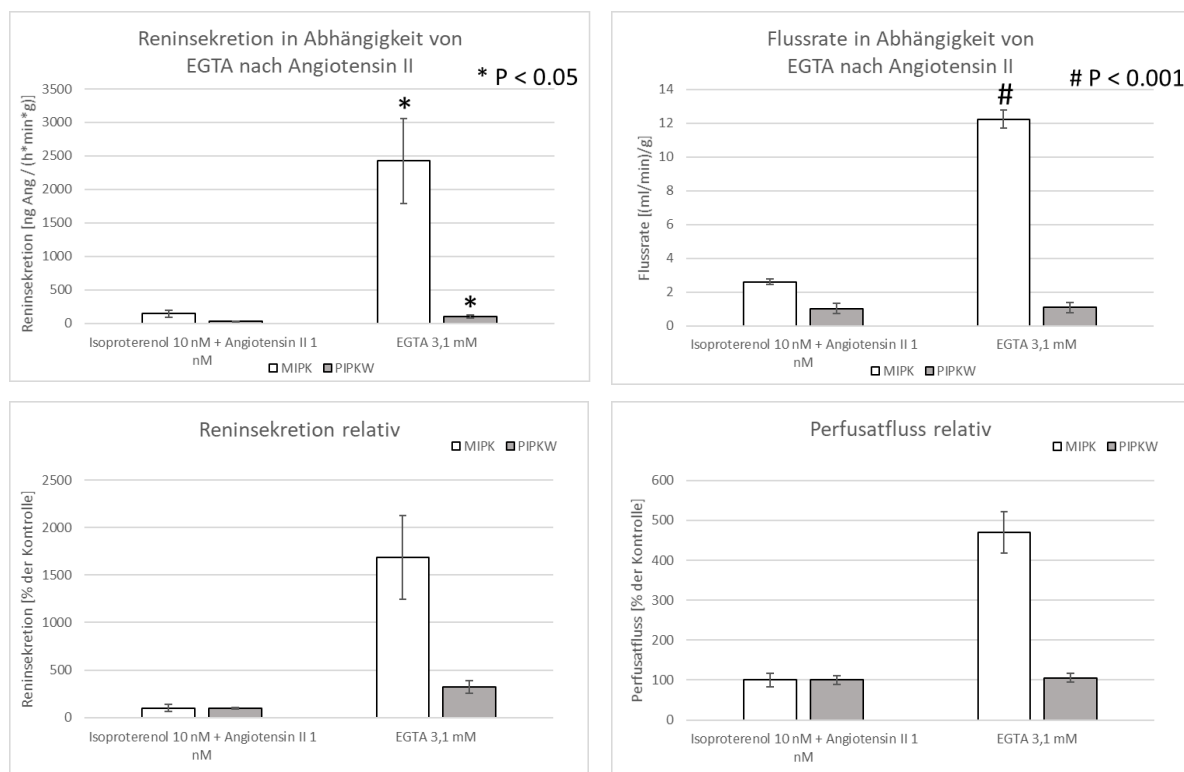 Reninsekretion in Abhängigkeit von
EGTA nach Angiotensin II
* P < 0.05
Reninsekretion [ng Ang / (h*min*g)]
3500
3000
2500
2000
1500
1000
500
0
*
*
Isoproterenol 10 nM + Angiotensin II 1
nM
EGTA 3,1 mM
MIPK PIPKW
Flussrate in Abhängigkeit von
EGTA nach Angiotensin II
# P < 0.001
Flussrate [(ml/min)/g]
14
12
10
8
6
4
2
0
#
Isoproterenol 10 nM + Angiotensin II 1
nM
EGTA 3,1 mM
MIPK PIPKW
Reninsekretion relativ
MIPK PIPKW
Reninsekretion [% der Kontrolle]
2500
2000
1500
1000
500
0
Isoproterenol 10 nM + Angiotensin II 1
nM
EGTA 3,1 mM
Perfusatfluss relativ
MIPK PIPKW
Perfusatfluss [% der Kontrolle]
600
500
400
300
200
100
0
Isoproterenol 10 nM + Angiotensin II 1
nM
EGTA 3,1 mM